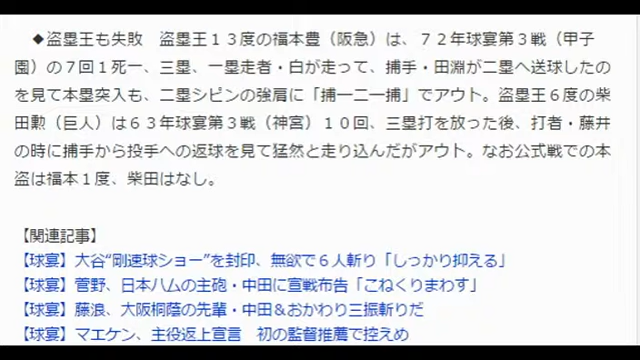 ◆盗塁王も失敗　盗塁王１３度の福本豊（阪急）は、７２年球宴第３戦（甲子
園）の７回１死一、三塁、一塁走者・白が走って、捕手・田淵が二塁へ送球したの
を見て本塁突入も、二塁シピンの強肩に「捕一二一捕」でアウト。盗塁王６度の柴
田勲（巨人）は６３年球宴第３戦（神宮）１０回、三塁打を放った後、打者・藤井
の時に捕手から投手への返球を見て猛然と走り込んだがアウト。なお公式戦での本
盗は福本１度、柴田はなし。
【関連記事】
【球宴】大谷“剛速球ショー”を封印、無欲で６人斬り「しっかり抑える」
【球宴】菅野、日本ハムの主砲・中田に宣戦布告「こねくりまわす」
【球宴】藤浪、大阪桐蔭の先輩・中田＆おかわり三振斬りだ
【球宴】マエケン、主役返上宣言　初の監督推薦で控えめ